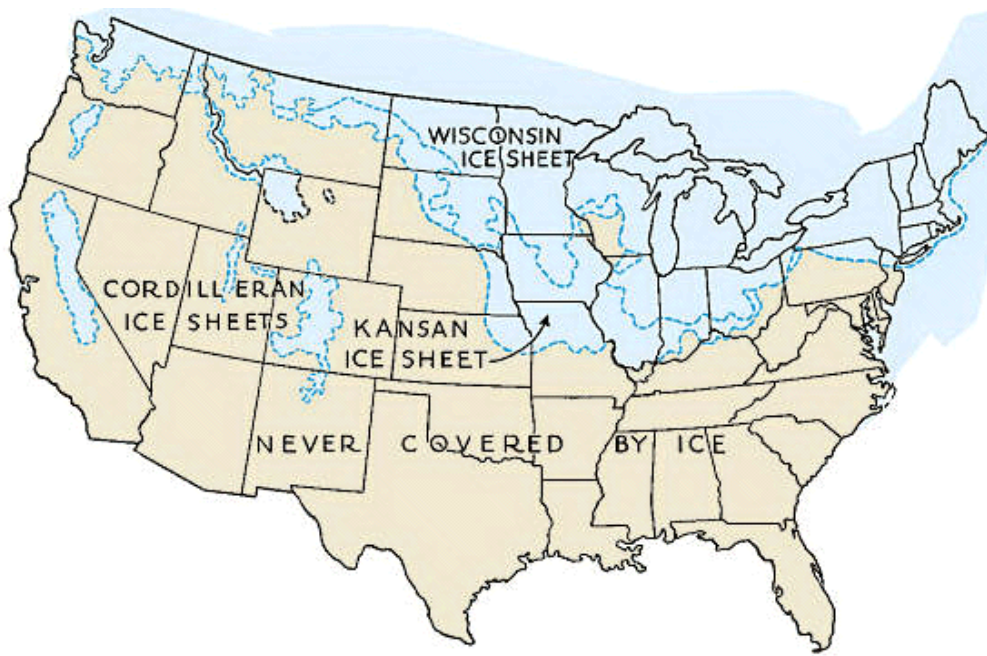 WISCONSIN
ICE SHEET
CORDILLERAN
ICE SHEETS
KANSAN
ICE SHEET
NEVER COVERED BY ICE